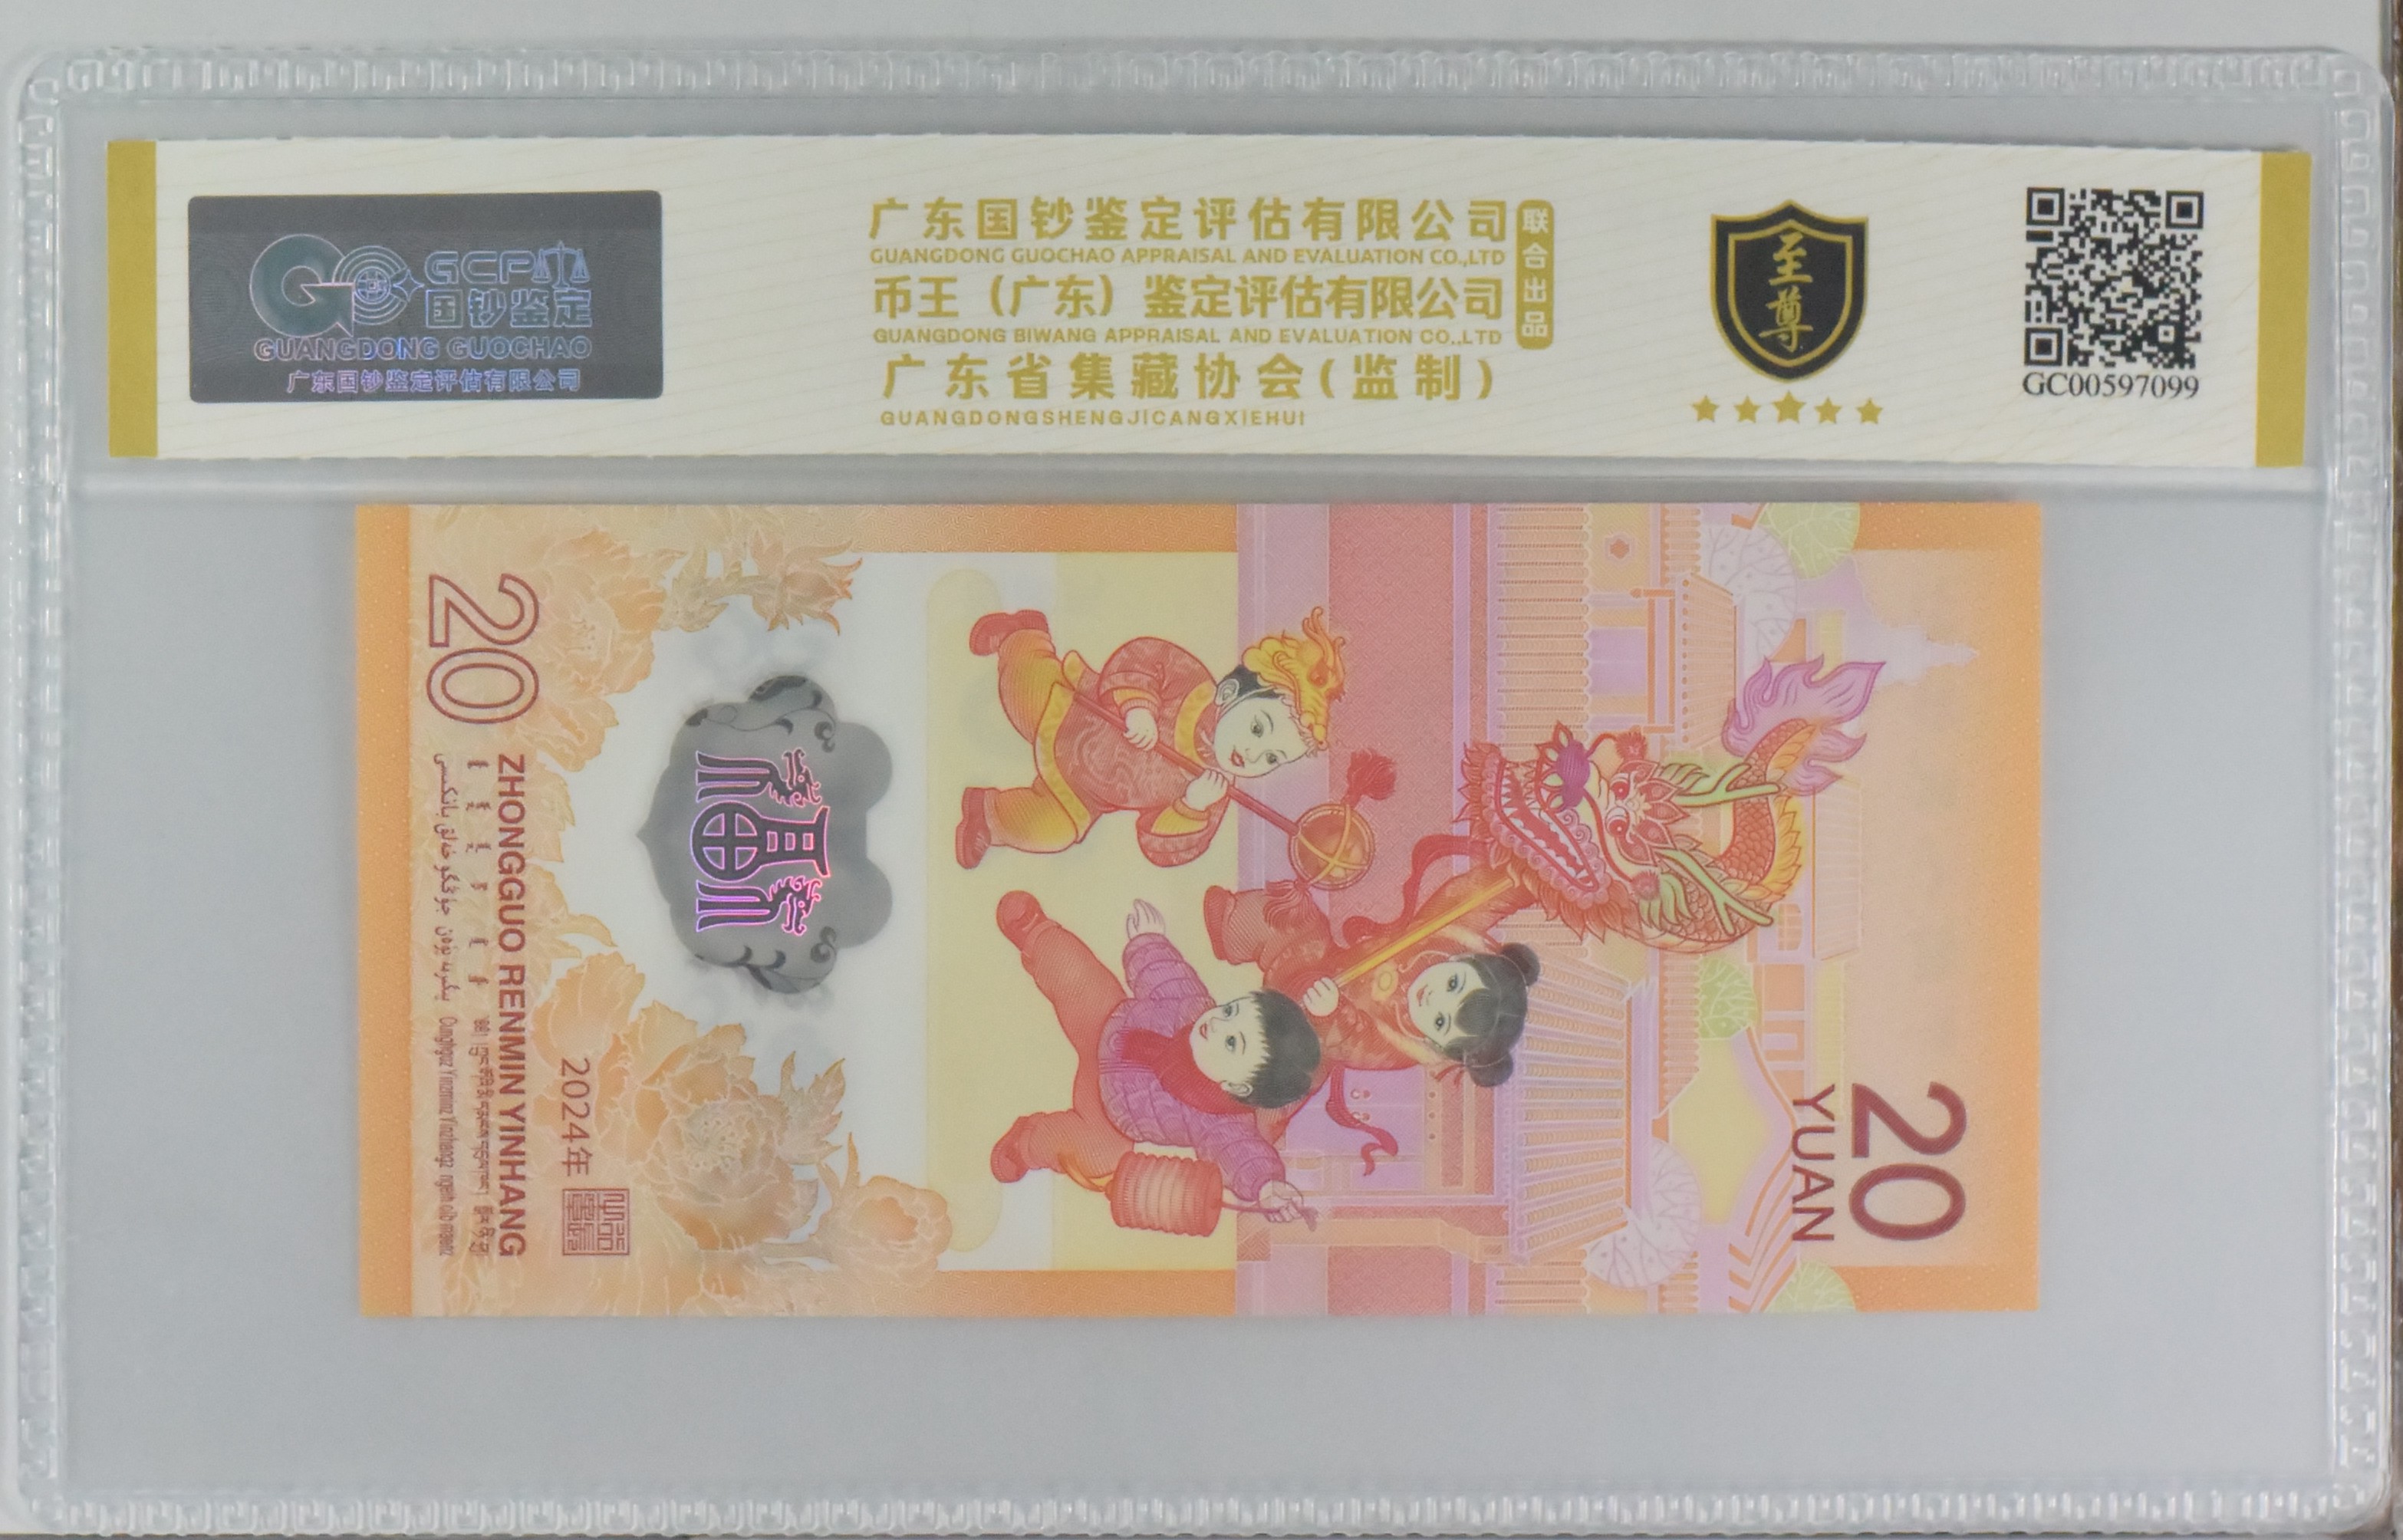 GCP
国钞鉴定
GUANGDONG GUOCHAO
广东国钞鉴定评估有限公司
广东国钞鉴定评估有限公司
GUANGDONG GUOCHAO APPRAISAL AND EVALUATION CO.,LTD
币王（广东）鉴定评估有限公司
GUANGDONG BIWANG APPRAISAL AND EVALUATION CO.,LTD
广东省集藏协会(监制)
GUANGDONGSHENGJICANGXIEHUI
联合出品
至尊
GC00597099
20
YUAN
福
2024年
20
ZHONGGUO RENMIN YINHANG